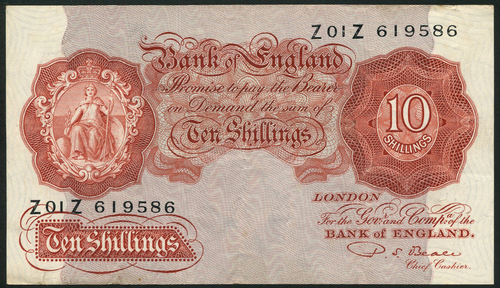 Z01Z 619586
Bank of England
Promise to pay the Bearer
on Demand the sum of
Ten Shillings
10
SHILLINGS
LONDON
For the Govr. and Compa. of the
BANK OF ENGLAND.
P. S. Beale
Chief Cashier.
Z01Z 619586
Ten Shillings